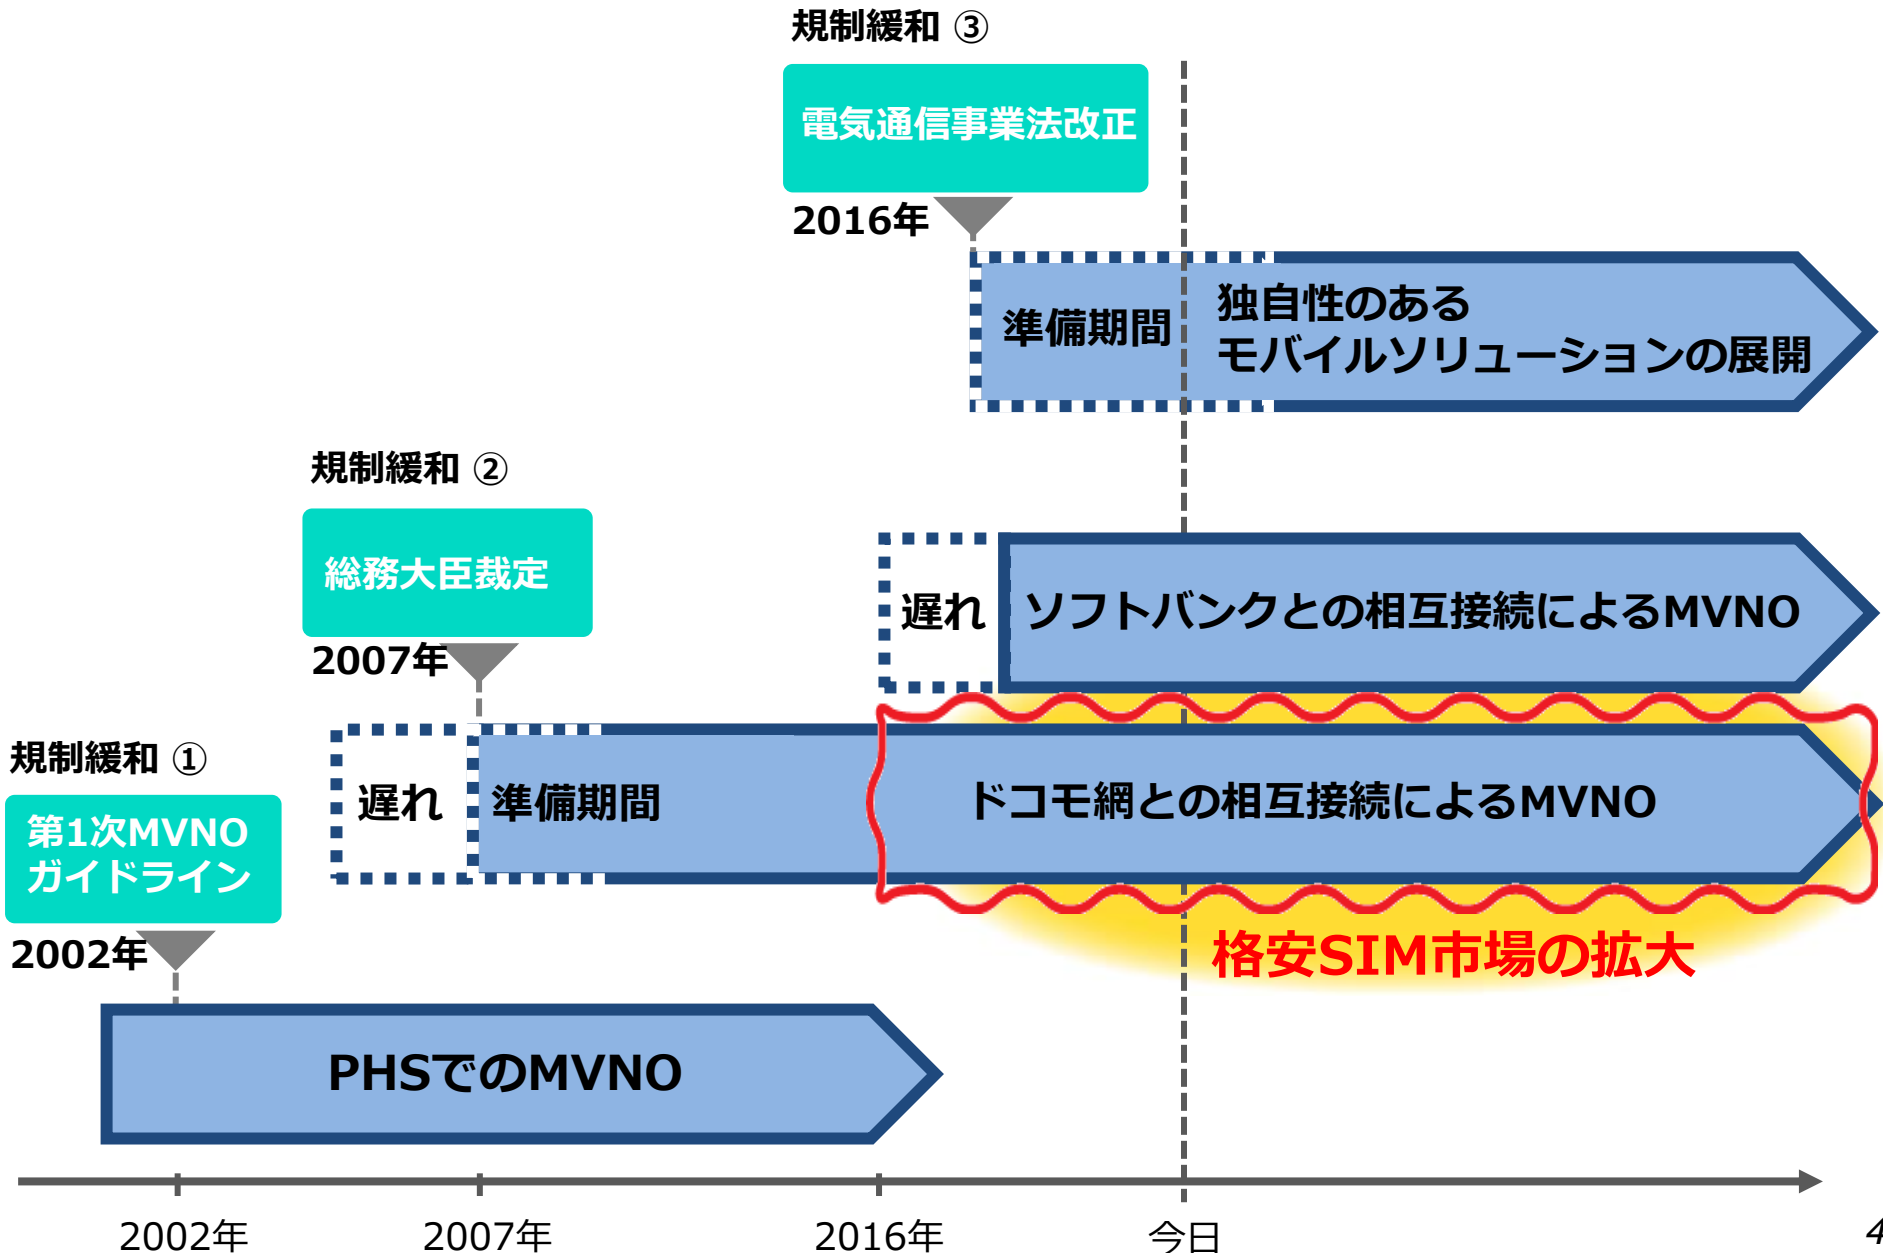 規制緩和 ③
電気通信事業法改正
2016年
準備期間
独自性のある
モバイルソリューションの展開
規制緩和 ②
総務大臣裁定
2007年
遅れ
ソフトバンクとの相互接続によるMVNO
規制緩和 ①
第1次MVNO
ガイドライン
2002年
遅れ
準備期間
ドコモ網との相互接続によるMVNO
格安SIM市場の拡大
PHSでのMVNO
2002年
2007年
2016年
今日
4